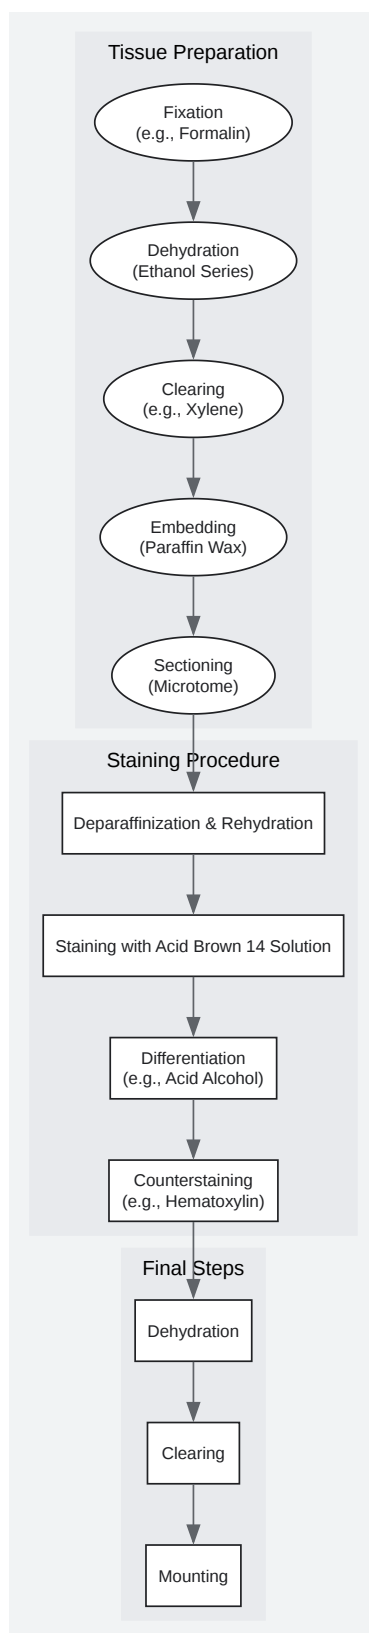 Tissue Preparation
Fixation
(e.g., Formalin)
Dehydration
(Ethanol Series)
Clearing
(e.g., Xylene)
Embedding
(Paraffin Wax)
Sectioning
(Microtome)
Staining Procedure
Deparaffinization & Rehydration
Staining with Acid Brown 14 Solution
Differentiation
(e.g., Acid Alcohol)
Counterstaining
(e.g., Hematoxylin)
Final Steps
Dehydration
Clearing
Mounting